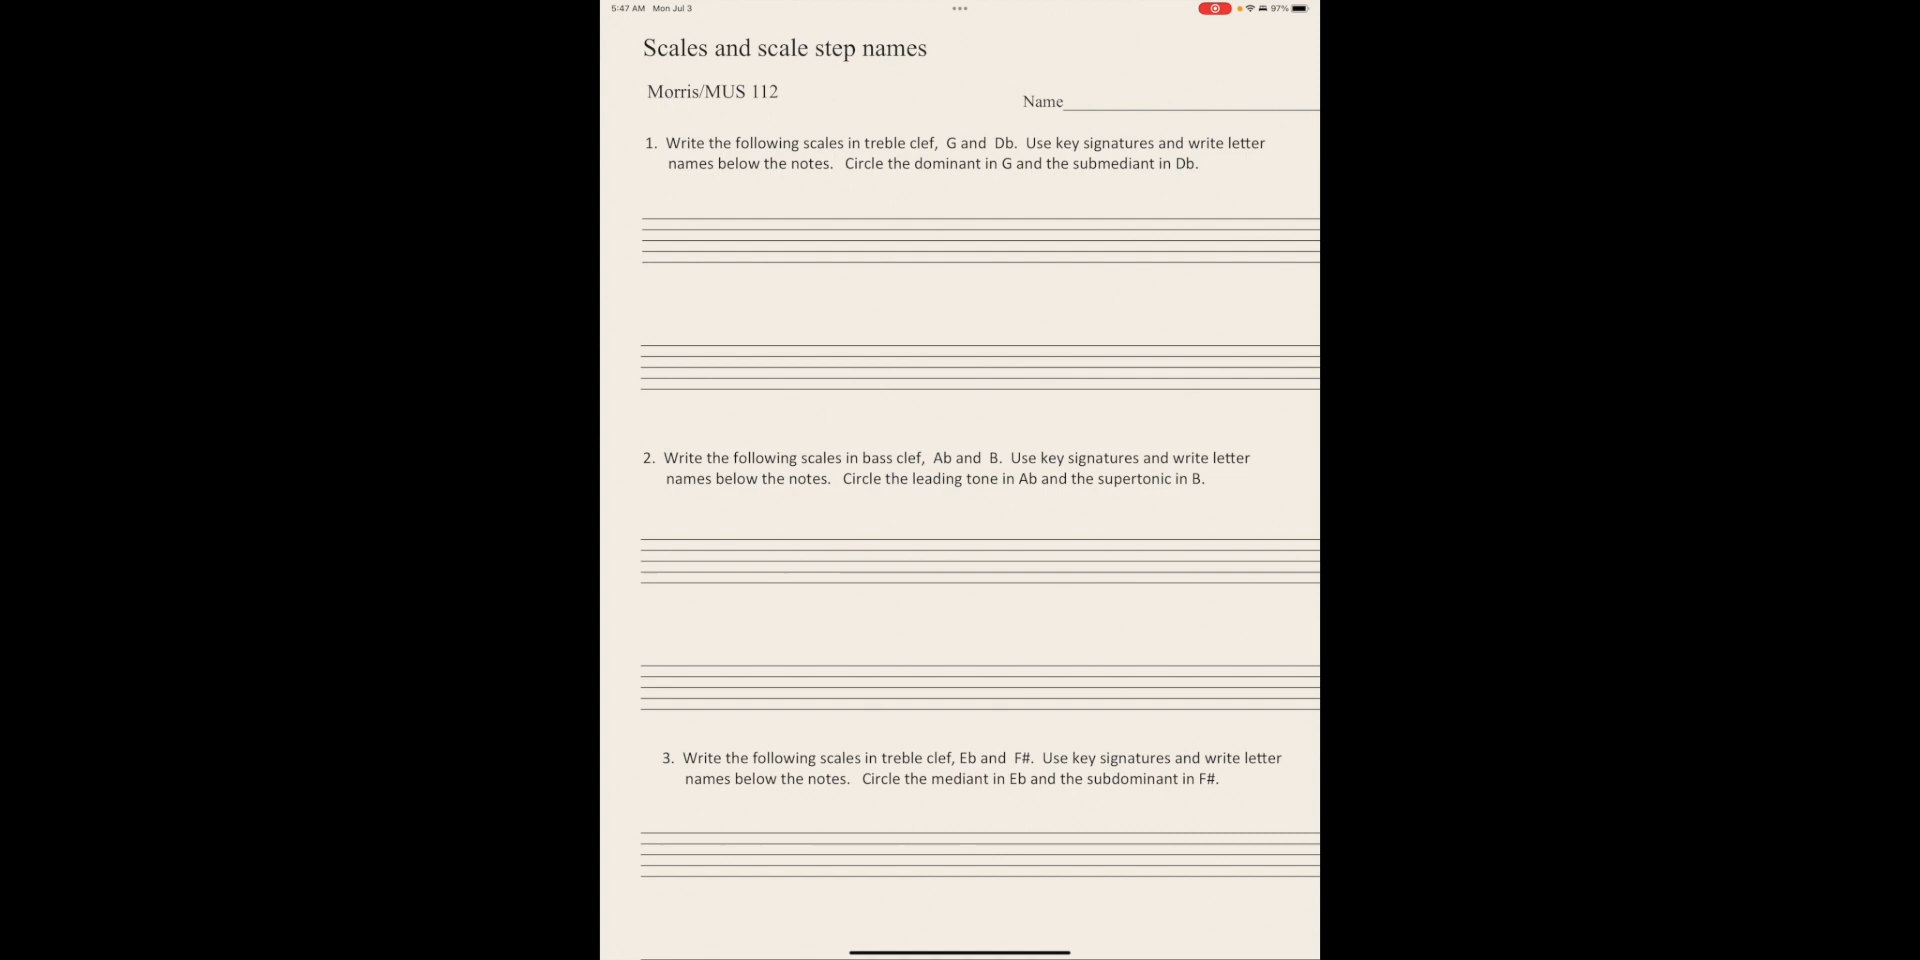 5:47 AM Mon Jul 3
97%
Scales and scale step names
Morris/MUS 112
Name
1. Write the following scales in treble clef, G and Db. Use key signatures and write letter
names below the notes. Circle the dominant in G and the submediant in Db.
2. Write the following scales in bass clef, Ab and B. Use key signatures and write letter
names below the notes. Circle the leading tone in Ab and the supertonic in B.
3. Write the following scales in treble clef, Eb and F#. Use key signatures and write letter
names below the notes. Circle the mediant in Eb and the subdominant in F#.